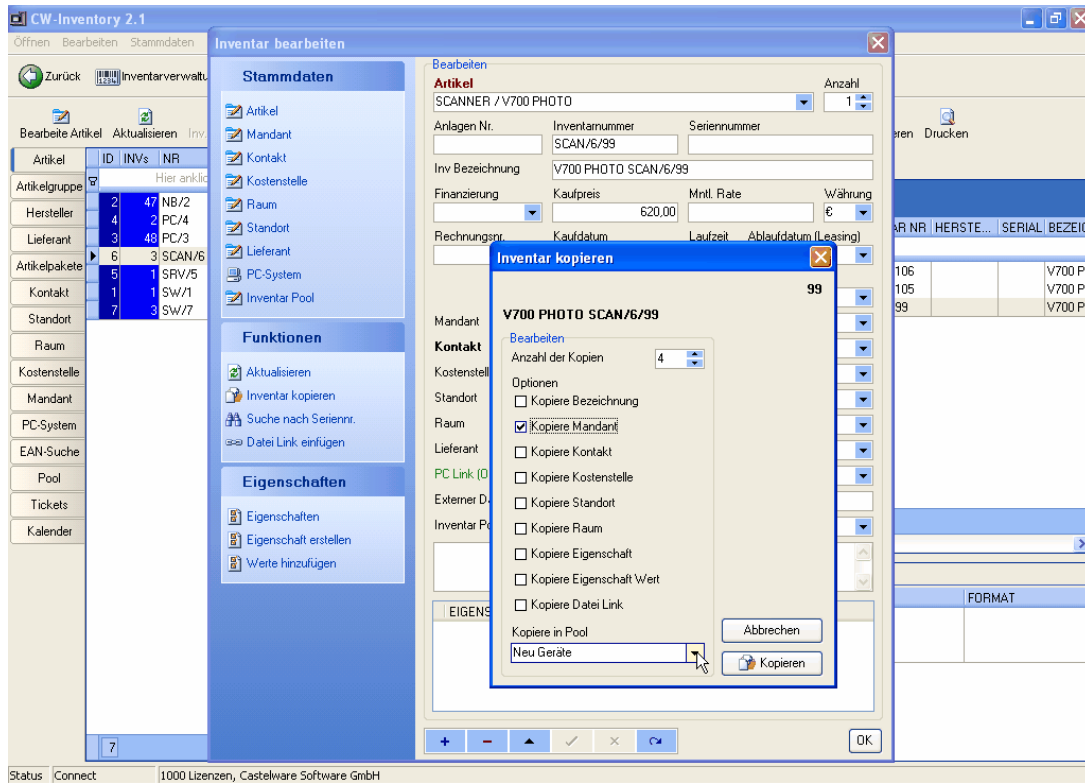 CW-Inventory 2.1
Öffnen Bearbeiten Stammdaten
Zurück Inventarverwaltu
Bearbeite Artikel Aktualisieren Inv.
Drucken
Artikel
Artikelgruppe
Hersteller
Lieferant
Artikelpakete
Kontakt
Standort
Raum
Kostenstelle
Mandant
PC-System
EAN-Suche
Pool
Tickets
Kalender
ID INVs NR
Hier anklic
2 47 NB/2
4 2 PC/4
3 48 PC/3
6 3 SCAN/6
5 1 SRV/5
1 1 SW/1
7 3 SW/7
7
Inventar bearbeiten
Stammdaten
Artikel
Mandant
Kontakt
Kostenstelle
Raum
Standort
Lieferant
PC-System
Inventar Pool
Funktionen
Aktualisieren
Inventar kopieren
Suche nach Seriennr.
Datei Link einfügen
Eigenschaften
Eigenschaften
Eigenschaft erstellen
Werte hinzufügen
Bearbeiten
Artikel Anzahl
SCANNER / V700 PHOTO 1
Anlagen Nr. Inventarnummer Seriennummer
SCAN/6/99
Inv Bezeichnung V700 PHOTO SCAN/6/99
Finanzierung Kaufpreis Mntl. Rate Währung
620,00 €
Rechnungsnr. Kaufdatum Laufzeit Ablaufdatum (Leasing)
Mandant
Kontakt
Kostenstell
Standort
Raum
Lieferant
PC Link (O
Externer Da
Inventar Po
EIGENS
OK
Inventar kopieren
99
V700 PHOTO SCAN/6/99
Bearbeiten
Anzahl der Kopien 4
Optionen
Kopiere Bezeichnung
Kopiere Mandant
Kopiere Kontakt
Kopiere Kostenstelle
Kopiere Standort
Kopiere Raum
Kopiere Eigenschaft
Kopiere Eigenschaft Wert
Kopiere Datei Link
Kopiere in Pool
Neu Geräte
Abbrechen
Kopieren
AR NR HERSTE... SERIAL BEZEIC
106 V700 P
105 V700 P
99 V700 P
FORMAT
Status Connect 1000 Lizenzen, Castelware Software GmbH